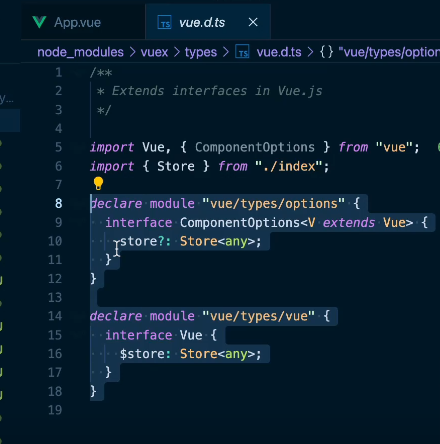 App.vue
TS vue.d.ts ×
node_modules > vuex > types > TS vue.d.ts > {} "vue/types/option
1 /**
2  * Extends interfaces in Vue.js
3  */
4
5 import Vue, { ComponentOptions } from "vue";
6 import { Store } from "./index";
7
8 declare module "vue/types/options" {
9   interface ComponentOptions<V extends Vue> {
10     store?: Store<any>;
11   }
12 }
13
14 declare module "vue/types/vue" {
15   interface Vue {
16     $store: Store<any>;
17   }
18 }
19